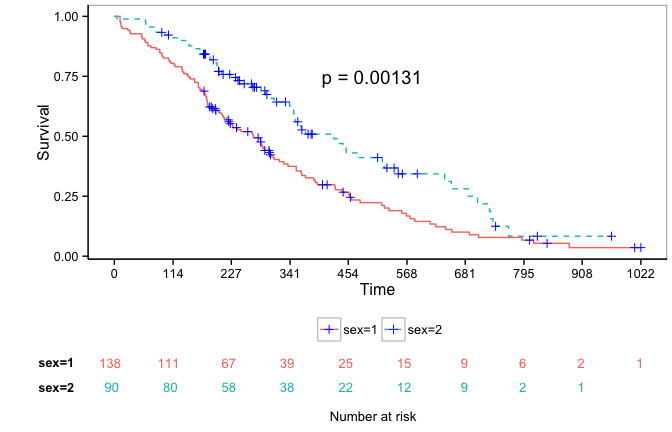 1.00
0.75
0.50
0.25
0.00
Survival
p = 0.00131
0 114 227 341 454 568 681 795 908 1022
Time
sex=1 sex=2
sex=1 138 111 67 39 25 15 9 6 2 1
sex=2 90 80 58 38 22 12 9 2 1
Number at risk